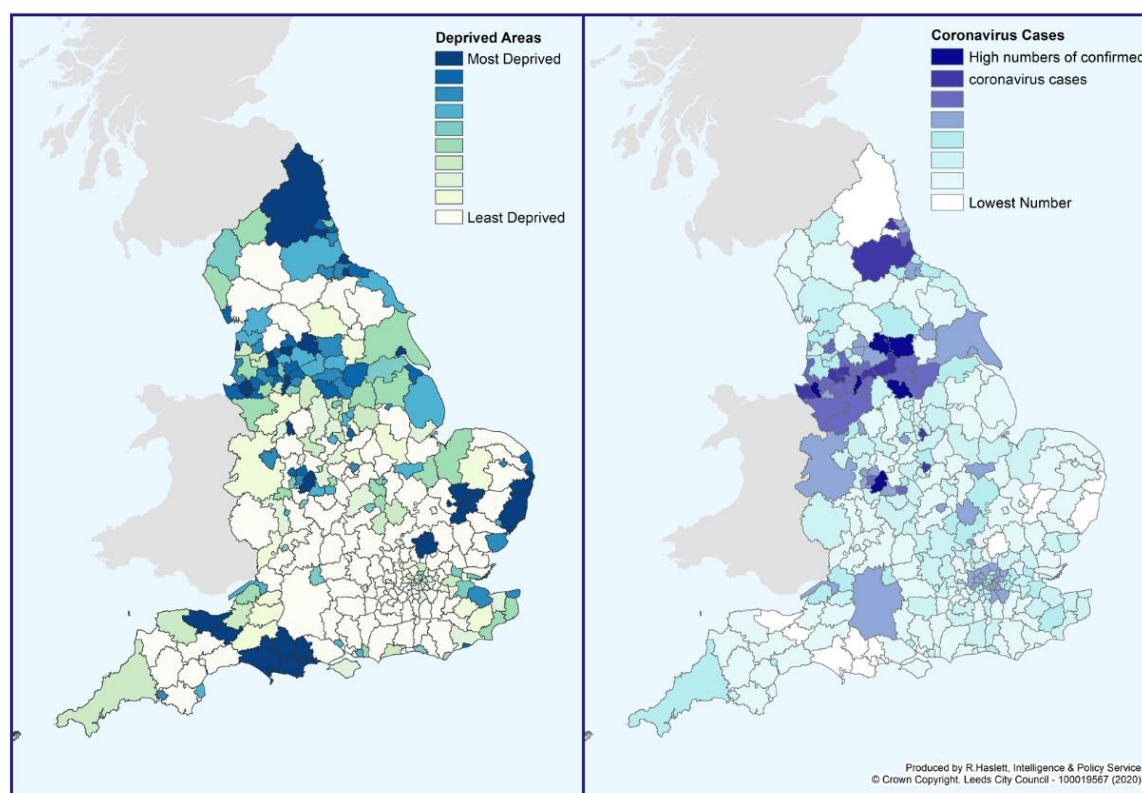 Deprived Areas
Most Deprived
Least Deprived
Coronavirus Cases
High numbers of confirmed
coronavirus cases
Lowest Number
Produced by R.Haslett, Intelligence & Policy Service
© Crown Copyright. Leeds City Council - 100019567 (2020)